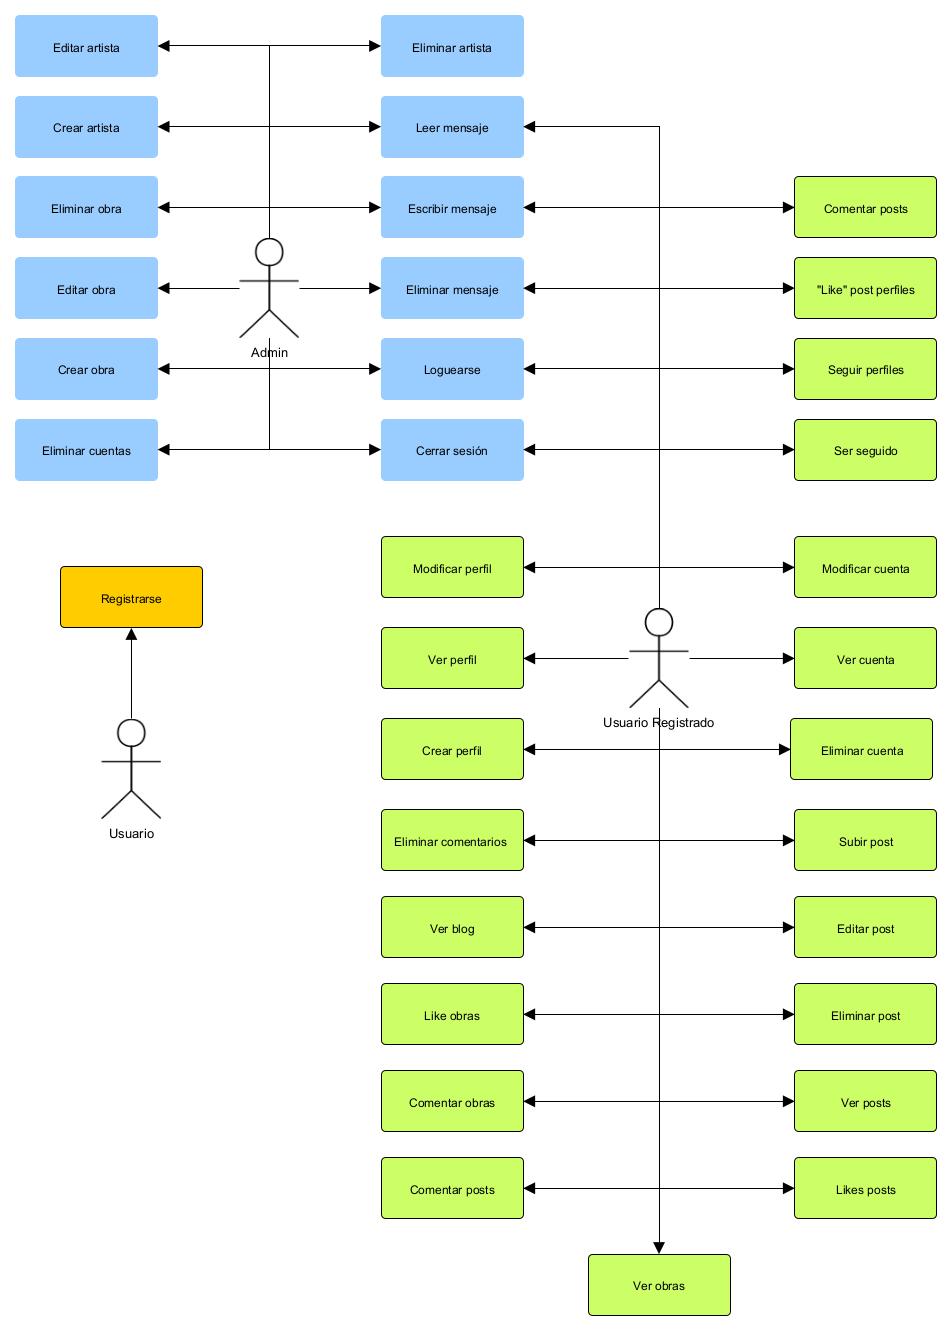 Editar artista
Eliminar artista
Crear artista
Leer mensaje
Eliminar obra
Escribir mensaje
Comentar posts
Editar obra
Eliminar mensaje
"Like" post perfiles
Admin
Crear obra
Loguearse
Seguir perfiles
Eliminar cuentas
Cerrar sesión
Ser seguido
Modificar perfil
Modificar cuenta
Registrarse
Ver perfil
Ver cuenta
Usuario Registrado
Crear perfil
Eliminar cuenta
Usuario
Eliminar comentarios
Subir post
Ver blog
Editar post
Like obras
Eliminar post
Comentar obras
Ver posts
Comentar posts
Likes posts
Ver obras